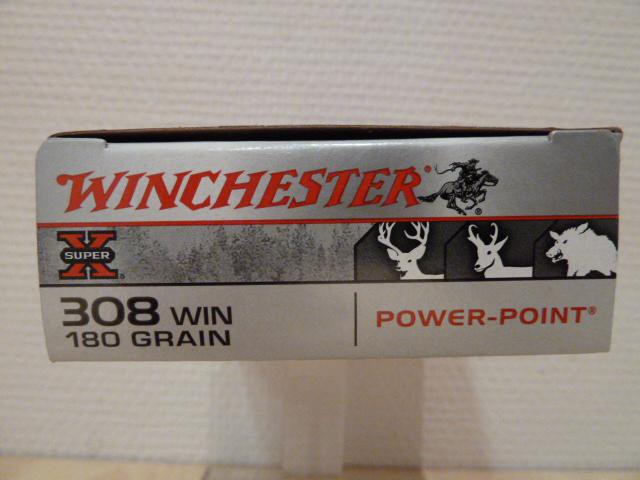 WINCHESTER®
X
SUPER
308 WIN
180 GRAIN
POWER-POINT®